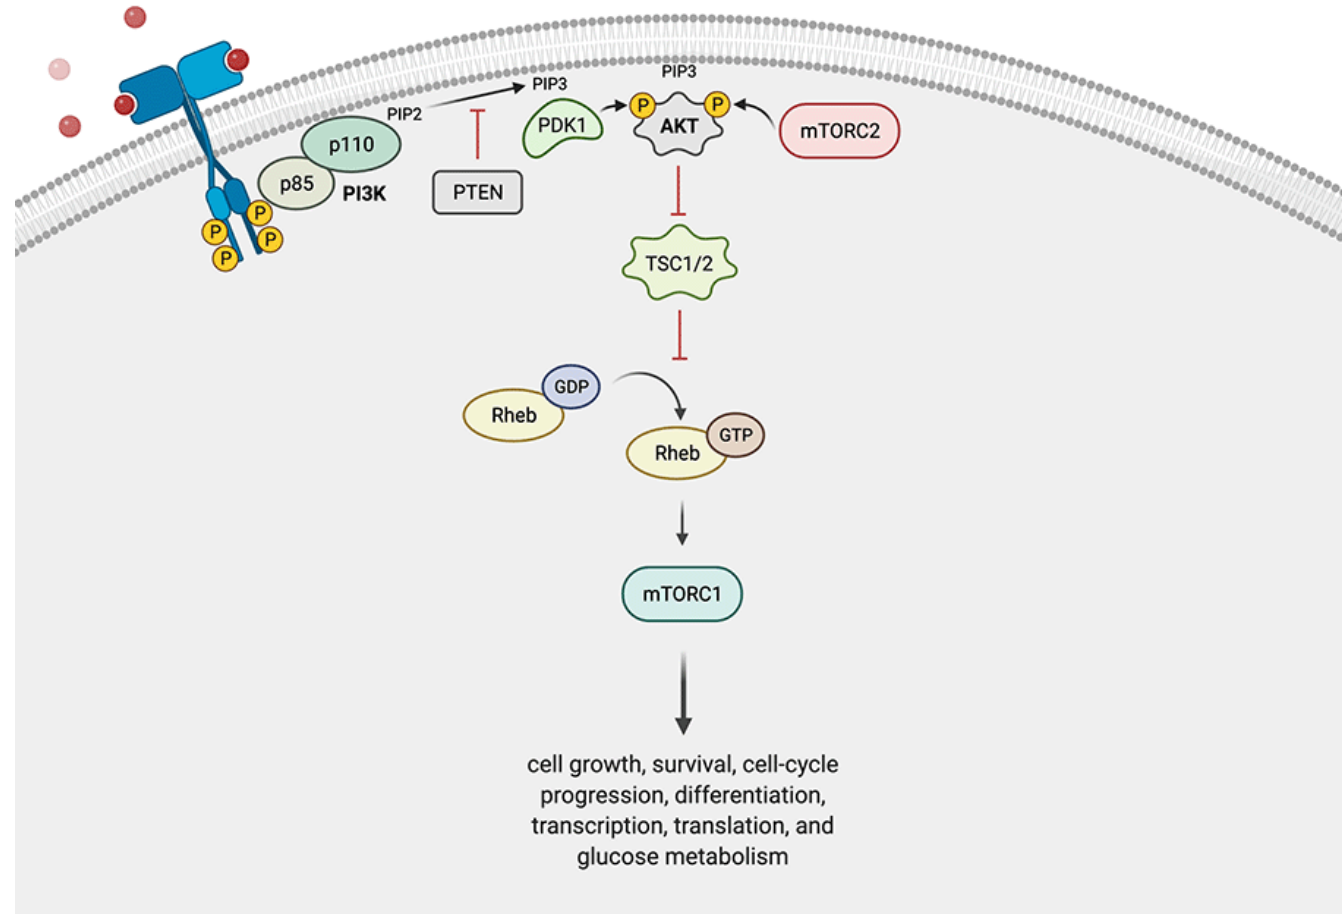 PIP2
PIP3
PIP3
p110
p85
PI3K
P
P
P
P
PTEN
PDK1
P
AKT
P
mTORC2
TSC1/2
Rheb
GDP
Rheb
GTP
mTORC1
cell growth, survival, cell-cycle
progression, differentiation,
transcription, translation, and
glucose metabolism